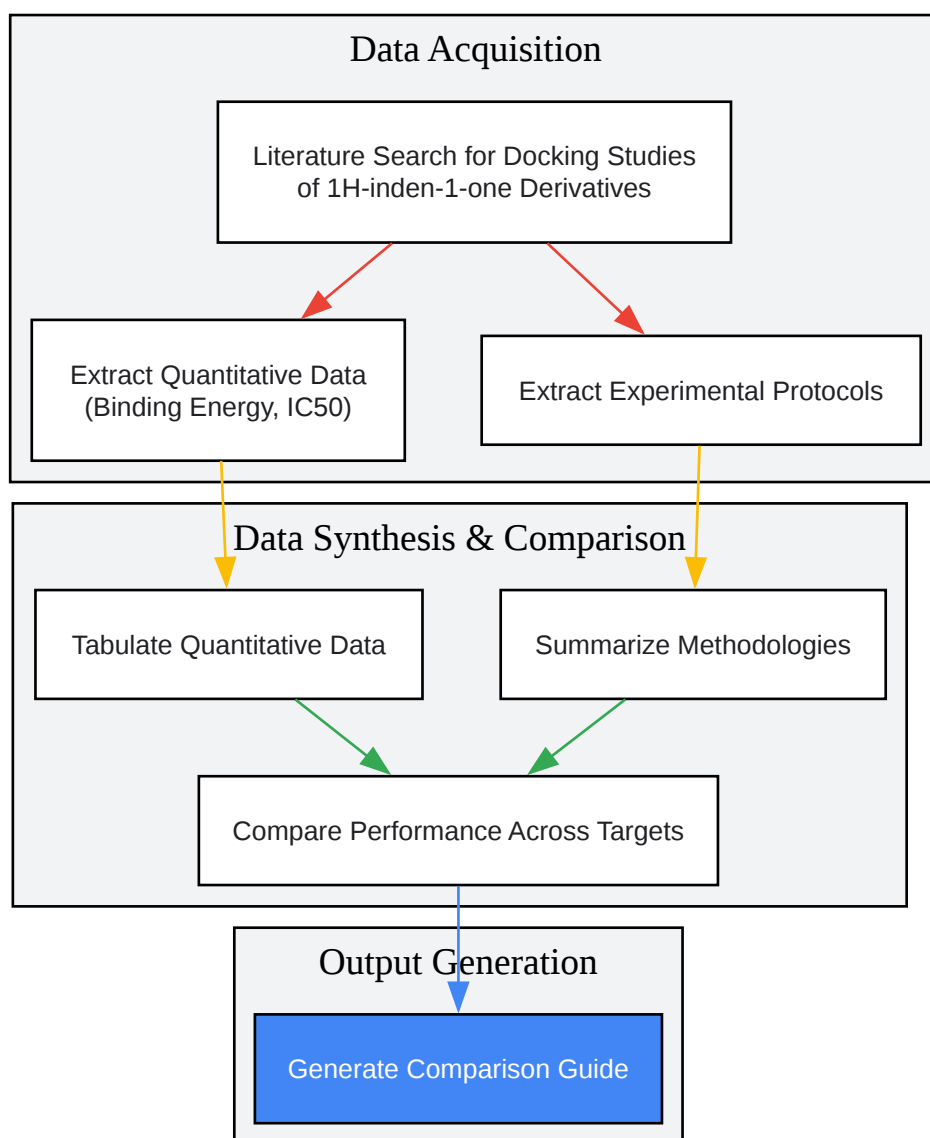 Data Acquisition
Literature Search for Docking Studies
of 1H-inden-1-one Derivatives
Extract Quantitative Data
(Binding Energy, IC50)
Extract Experimental Protocols
Data Synthesis & Comparison
Tabulate Quantitative Data
Summarize Methodologies
Compare Performance Across Targets
Output Generation
Generate Comparison Guide